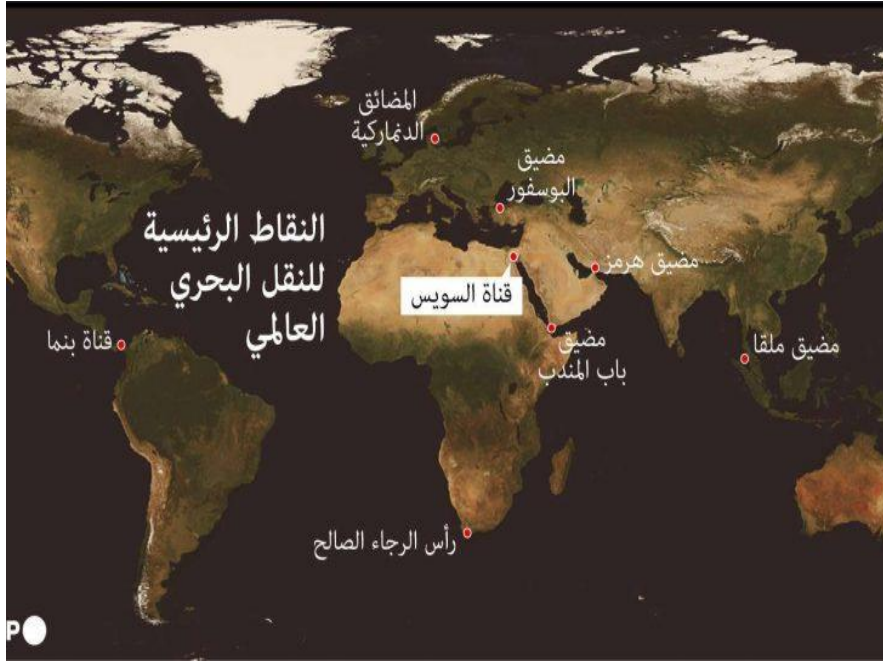 المضائق
الدنماركية
مضيق
البوسفور
النقاط الرئيسية
للنقل البحري
العالمي
مضيق هرمز
قناة السويس
قناة بنما
مضيق
باب المندب
مضيق ملقا
رأس الرجاء الصالح
P